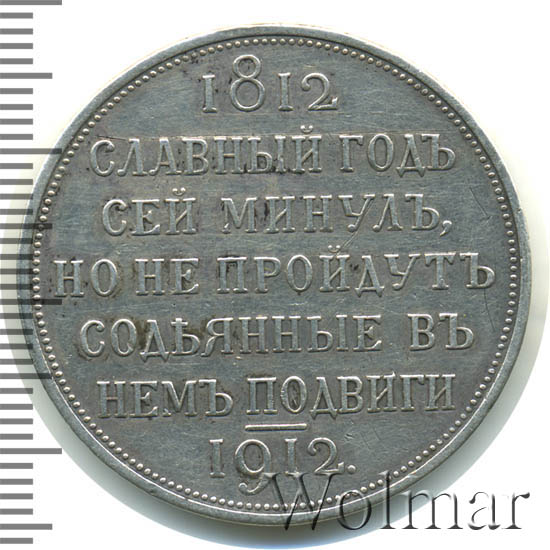 1812
СЛАВНЫЙ ГОДЪ
СЕЙ МИНУЛЪ,
НО НЕ ПРОЙДУТЪ
СОДѢЯННЫЕ ВЪ
НЕМЪ ПОДВИГИ
1912.
Wolmar